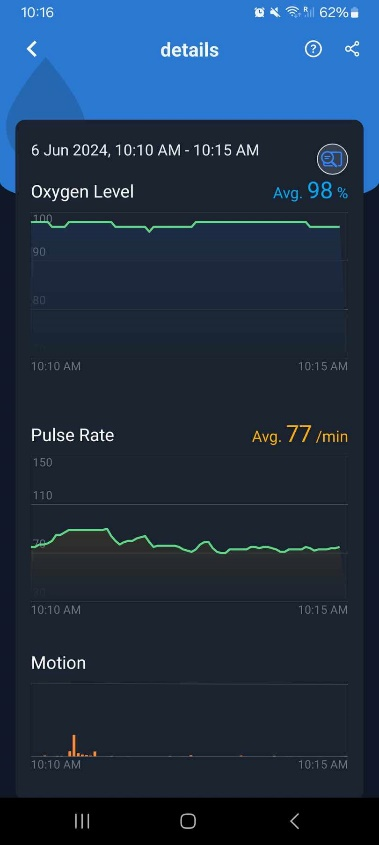 10:16
62%
details
6 Jun 2024, 10:10 AM - 10:15 AM
Oxygen Level
Avg. 98 %
100
90
80
10:10 AM
10:15 AM
Pulse Rate
Avg. 77 /min
150
110
70
10:10 AM
10:15 AM
Motion
10:10 AM
10:15 AM